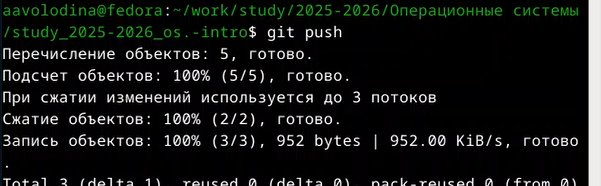 aavolodina@fedora:~/work/study/2025-2026/Операционные системы
/study_2025-2026_os.-intro$ git push
Перечисление объектов: 5, готово.
Подсчет объектов: 100% (5/5), готово.
При сжатии изменений используется до 3 потоков
Сжатие объектов: 100% (2/2), готово.
Запись объектов: 100% (3/3), 952 bytes | 952.00 KiB/s, готово
.
Total 3 (delta 1), reused 0 (delta 0), pack-reused 0 (from 0)